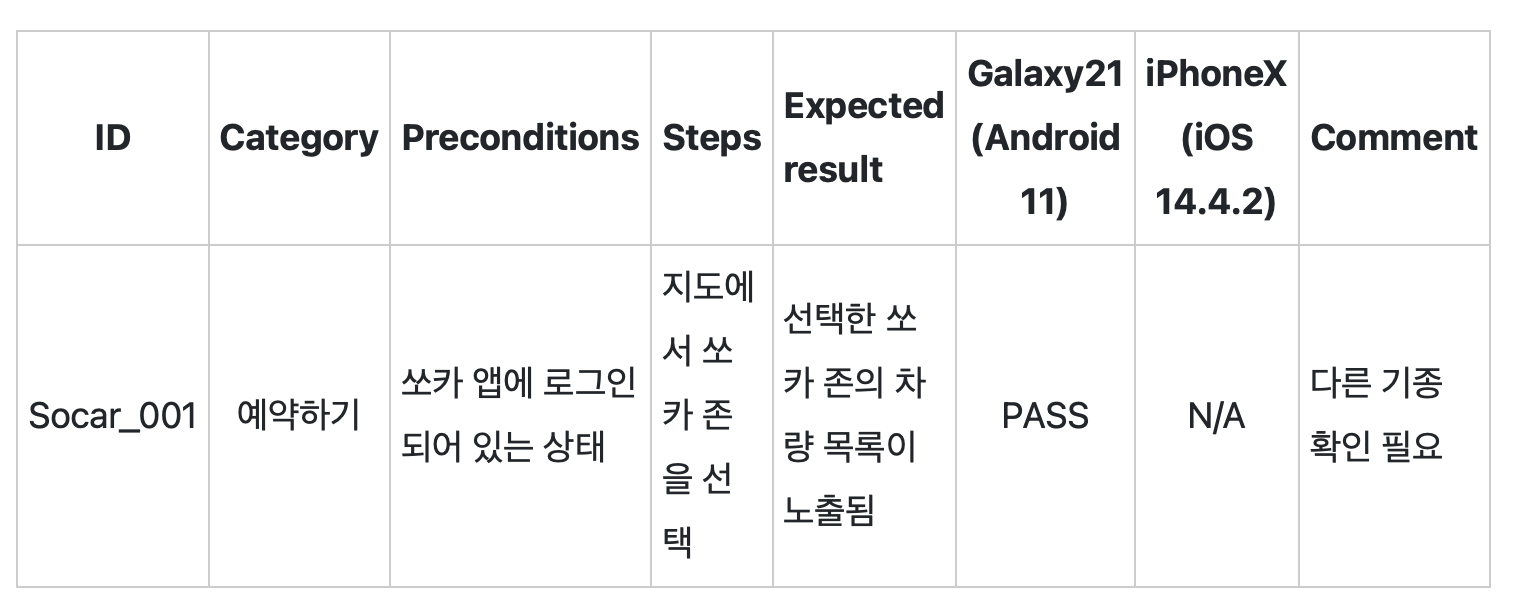 ID
Category
Preconditions
Steps
Expected
result
Galaxy21
(Android
11)
iPhoneX
(iOS
14.4.2)
Comment
Socar_001
예약하기
쏘카 앱에 로그인
되어 있는 상태
지도에
서 쏘
카 존
을 선
택
선택한 쏘
카 존의 차
량 목록이
노출됨
PASS
N/A
다른 기종
확인 필요